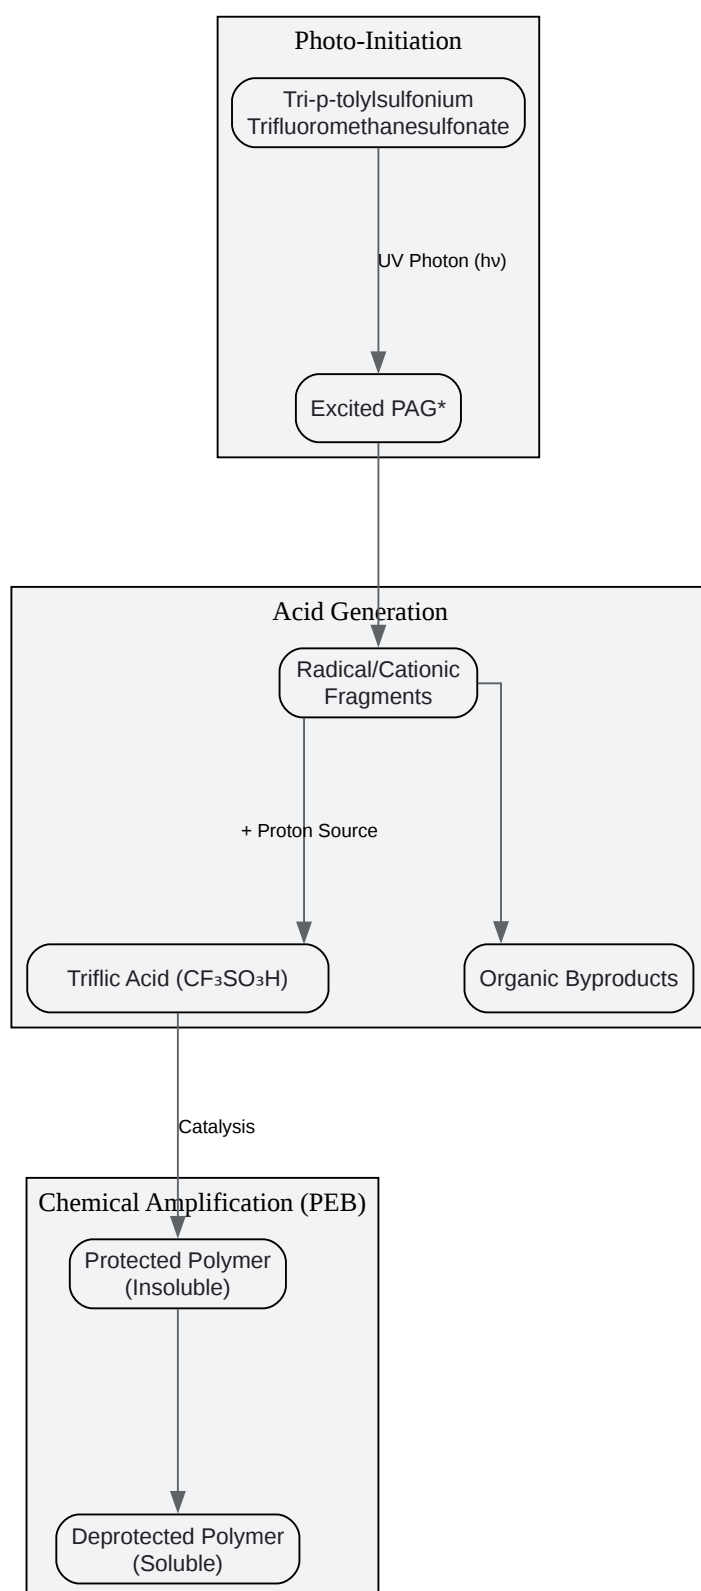 Photo-Initiation
Tri-p-tolylsulfonium
Trifluoromethanesulfonate
UV Photon (hν)
Excited PAG*
Acid Generation
Radical/Cationic
Fragments
+ Proton Source
Triflic Acid (CF₃SO₃H)
Organic Byproducts
Catalysis
Chemical Amplification (PEB)
Protected Polymer
(Insoluble)
Deprotected Polymer
(Soluble)